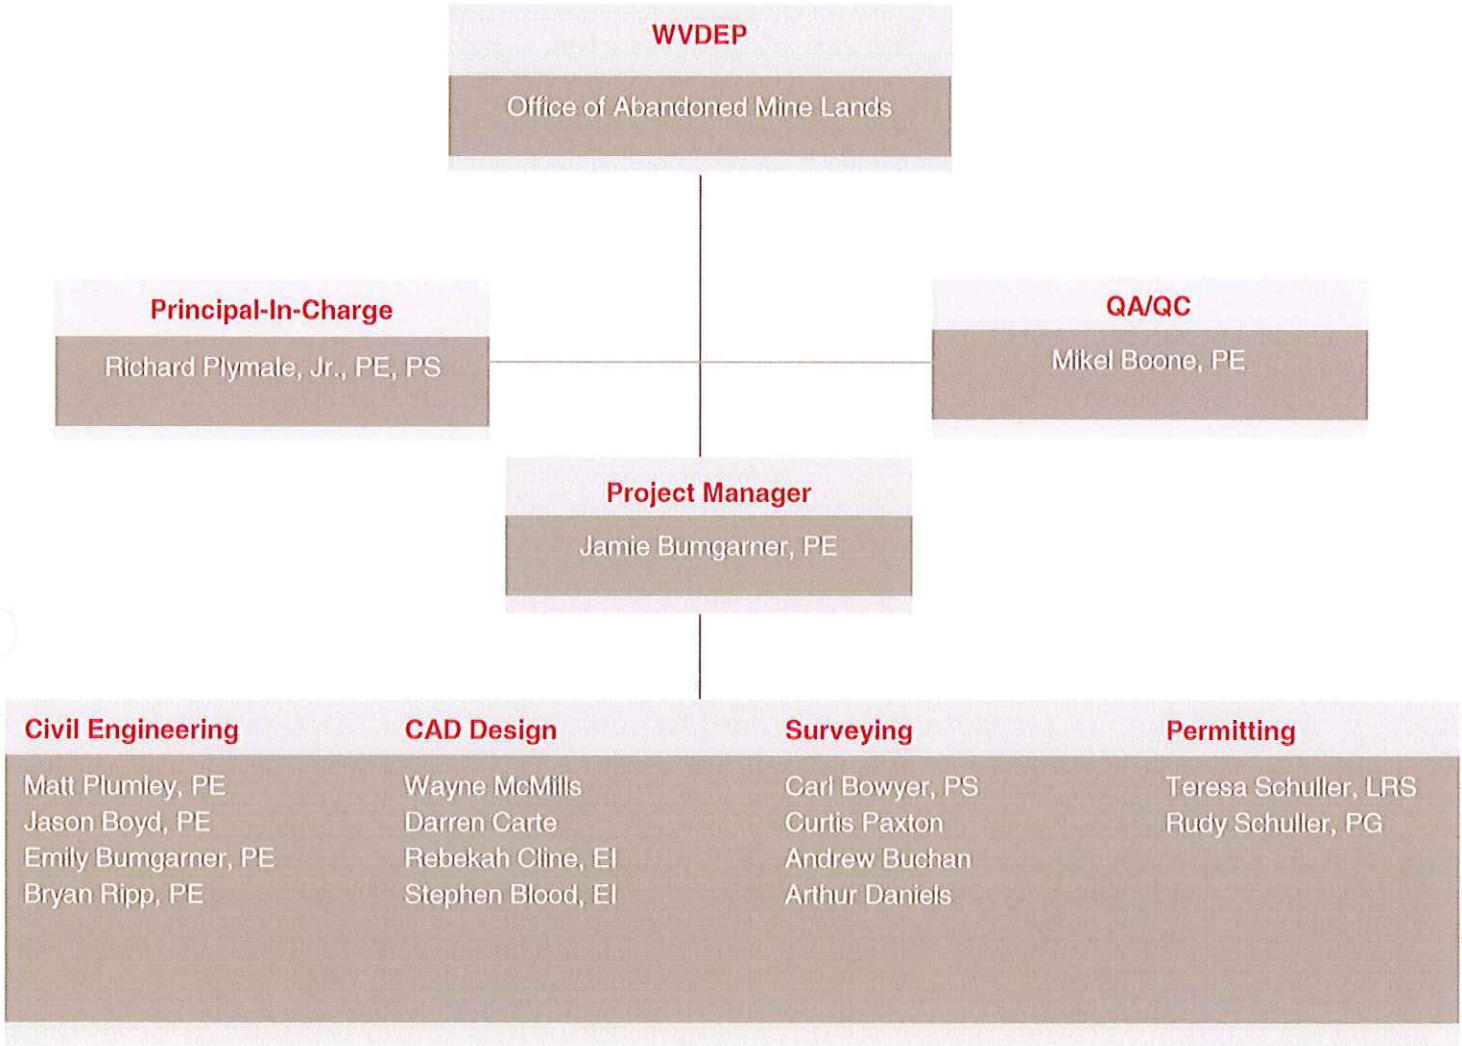 WVDEP
Office of Abandoned Mine Lands
Principal-In-Charge
Richard Plymale, Jr., PE, PS
QA/QC
Mikel Boone, PE
Project Manager
Jamie Bumgarner, PE
Civil Engineering
Matt Plumley, PE
Jason Boyd, PE
Emily Bumgarner, PE
Bryan Ripp, PE
CAD Design
Wayne McMills
Darren Carte
Rebekah Cline, EI
Stephen Blood, EI
Surveying
Carl Bowyer, PS
Curtis Paxton
Andrew Buchan
Arthur Daniels
Permitting
Teresa Schuller, LRS
Rudy Schuller, PG